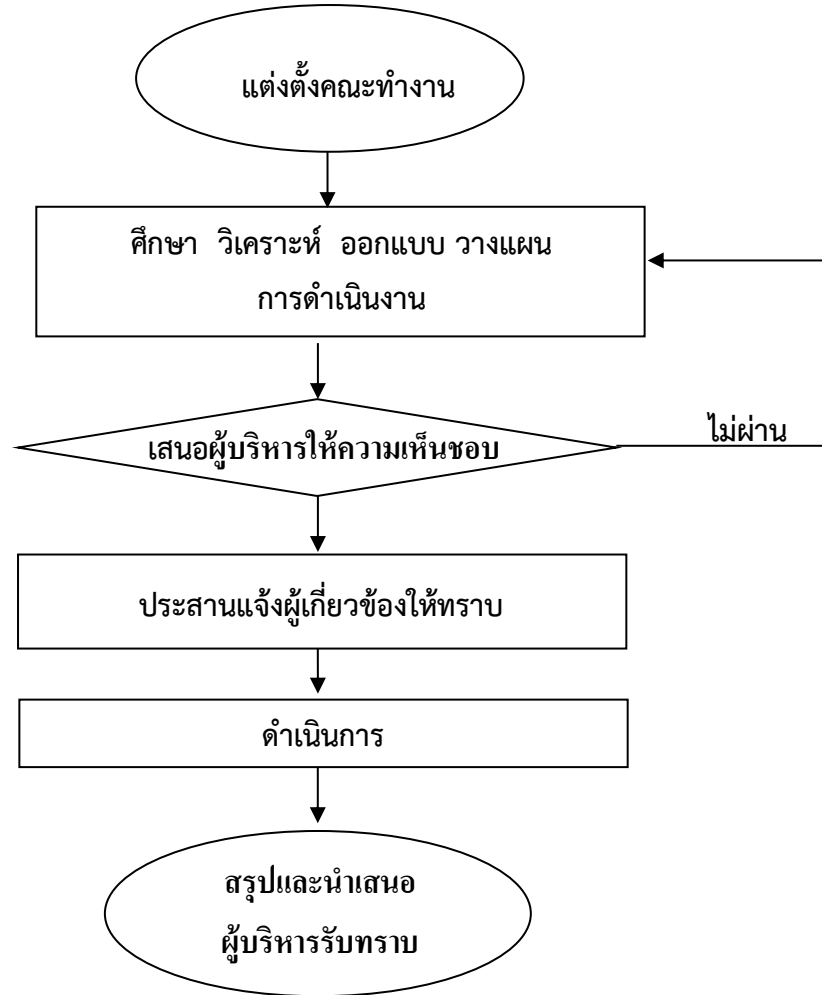 แต่งตั้งคณะทำงาน
ศึกษา วิเคราะห์ ออกแบบ วางแผน
การดำเนินงาน
เสนอผู้บริหารให้ความเห็นชอบ
ไม่ผ่าน
ประสานแจ้งผู้เกี่ยวข้องให้ทราบ
ดำเนินการ
สรุปและนำเสนอ
ผู้บริหารรับทราบ